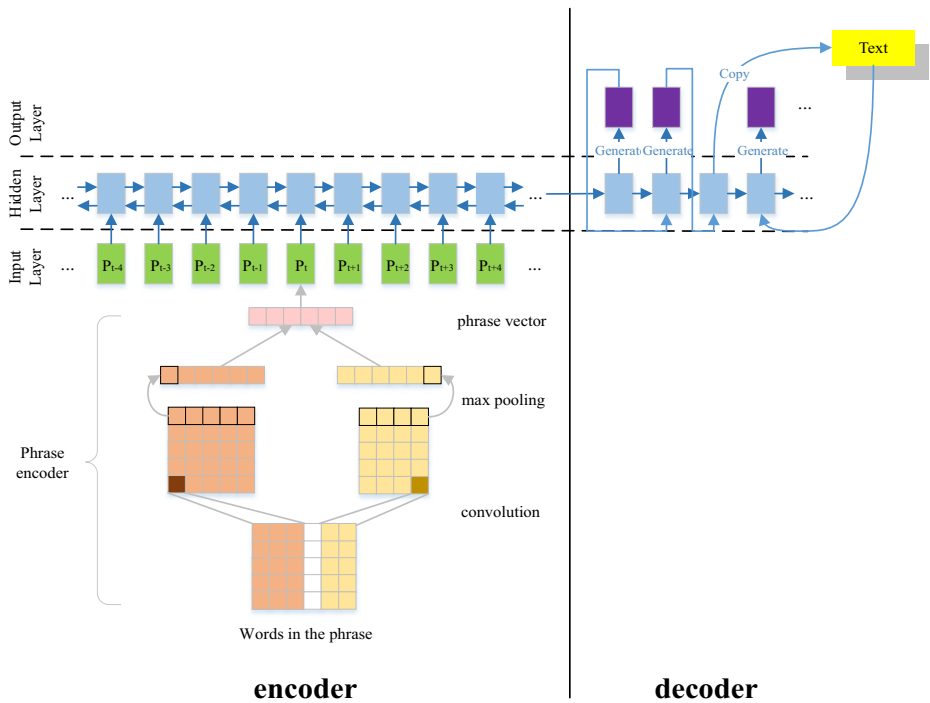 Text
Copy
Output
Layer
...
Generate Generate Generate
Hidden
Layer
... ... ...
Input
Layer
... Pt-4 Pt-3 Pt-2 Pt-1 Pt Pt+1 Pt+2 Pt+3 Pt+4 ...
phrase vector
max pooling
Phrase
encoder
convolution
Words in the phrase
encoder decoder